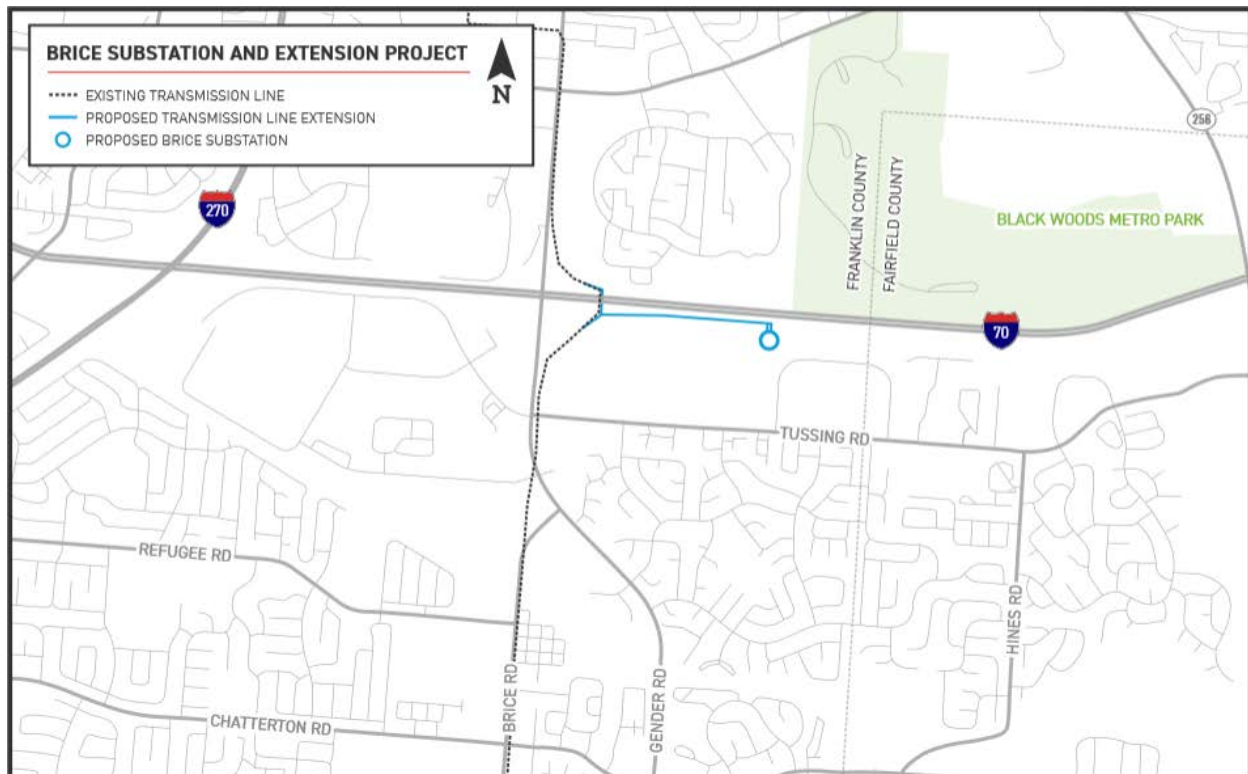 BRICE SUBSTATION AND EXTENSION PROJECT
N
EXISTING TRANSMISSION LINE
PROPOSED TRANSMISSION LINE EXTENSION
PROPOSED BRICE SUBSTATION
256
270
FRANKLIN COUNTY
FAIRFIELD COUNTY
BLACK WOODS METRO PARK
70
TUSSING RD
REFUGEE RD
HINES RD
BRICE RD
GENDER RD
CHATTERTON RD